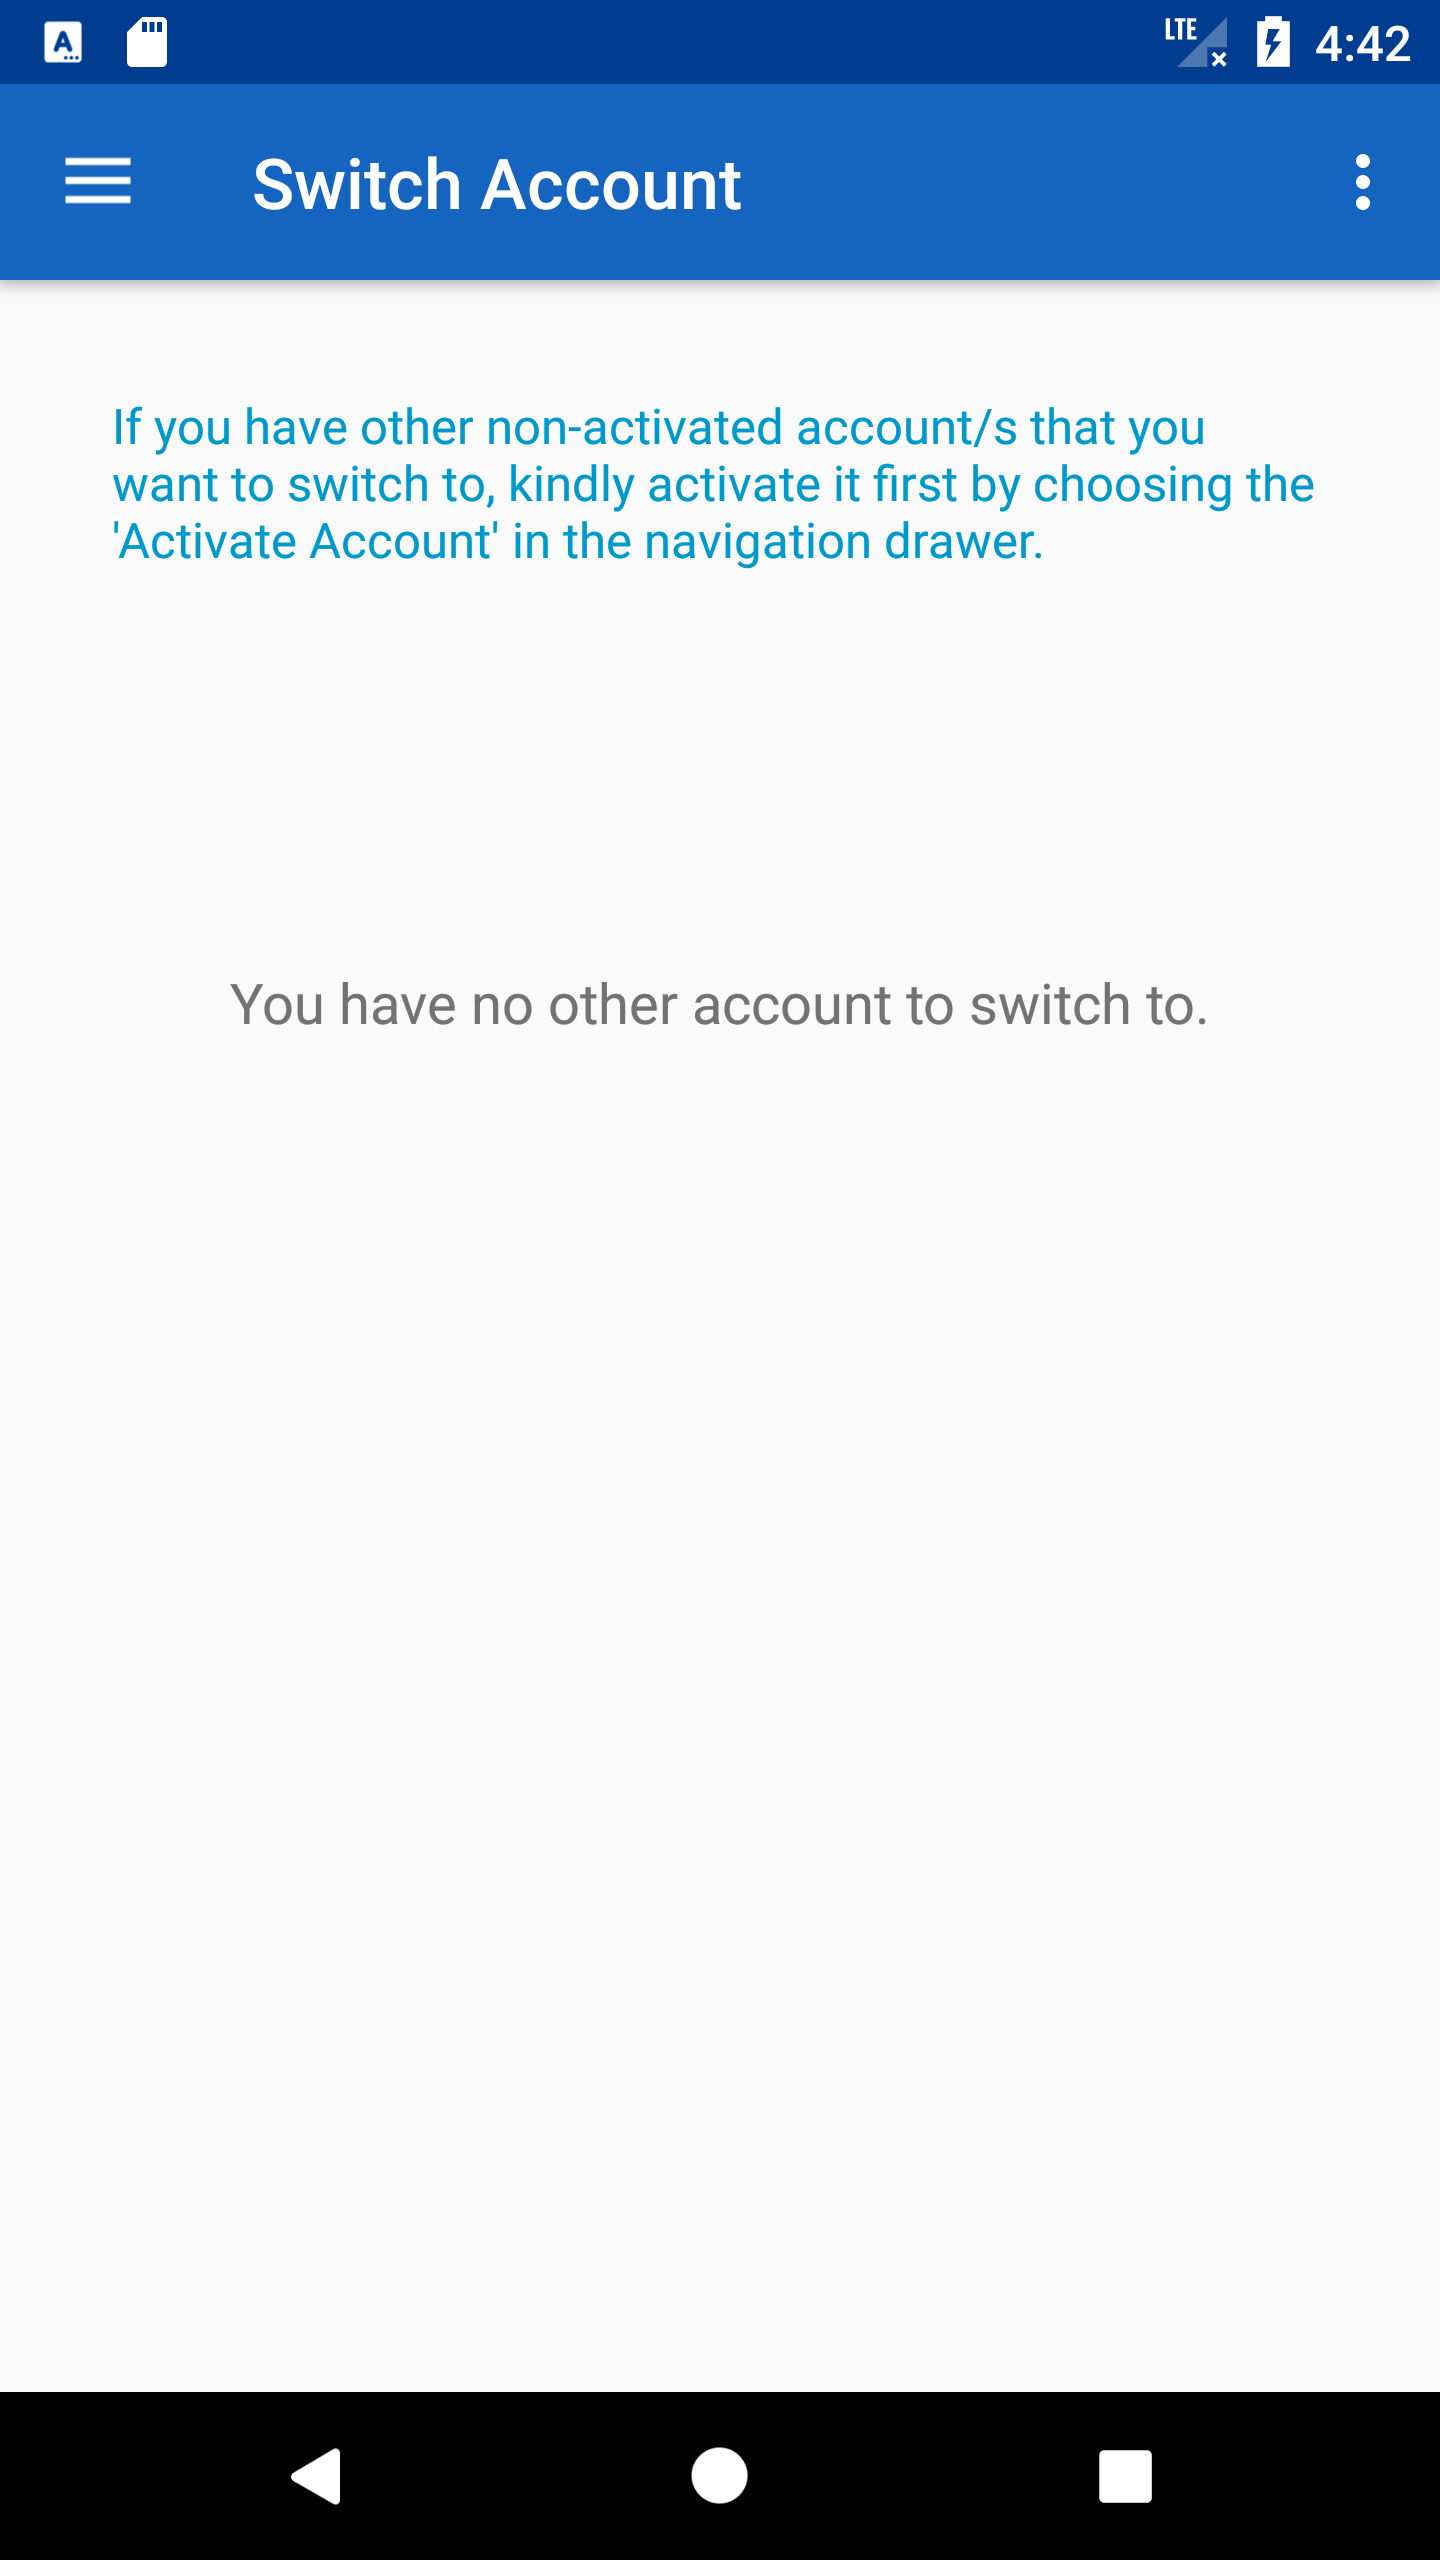 LTE 4:42
Switch Account
If you have other non-activated account/s that you
want to switch to, kindly activate it first by choosing the
'Activate Account' in the navigation drawer.
You have no other account to switch to.